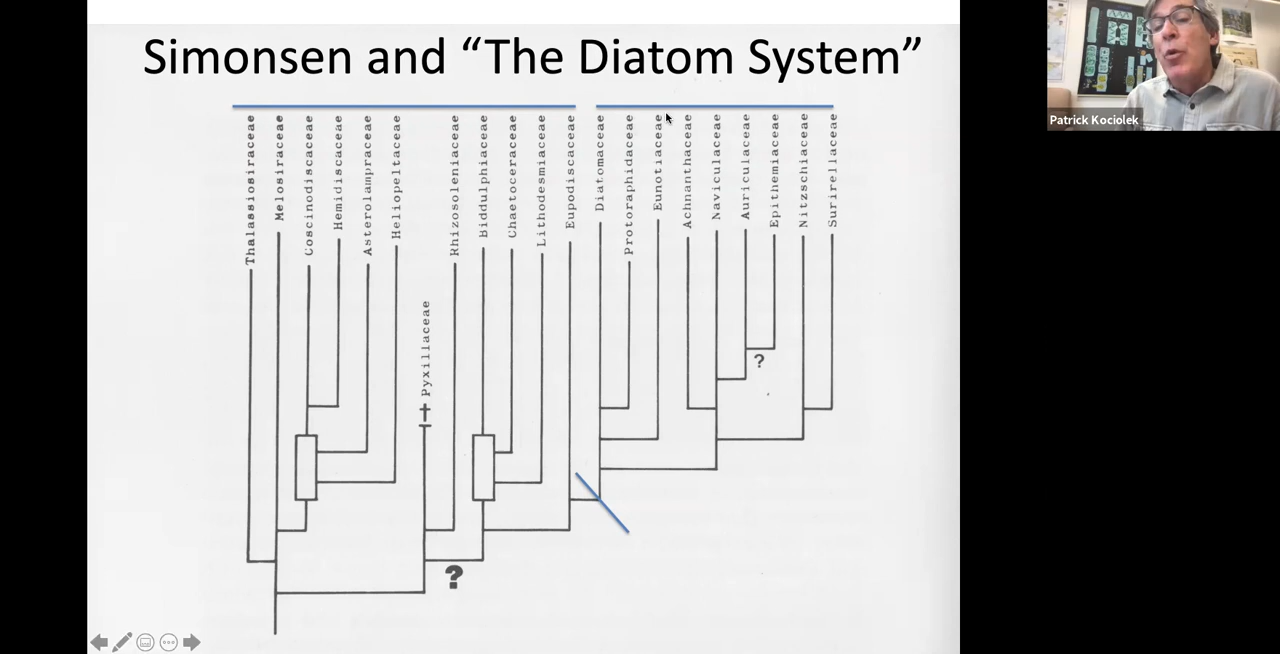 Simonsen and “The Diatom System”
Thalassiosiraceae
Melosiraceae
Coscinodiscaceae
Hemidiscaceae
Asterolampraceae
Heliopeltaceae
† Pyxillaceae
Rhizosoleniaceae
Biddulphiaceae
Chaetoceraceae
Lithodesmiaceae
Eupodiscaceae
Diatomaceae
Protoraphidaceae
Eunotiaceae
Achnanthaceae
Naviculaceae
Auriculaceae
Epithemiaceae
Nitzschiaceae
Surirellaceae
?
?
Patrick Kociolek